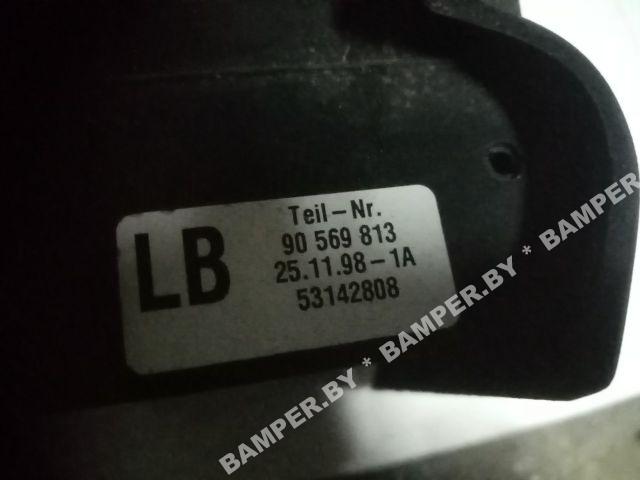 LB
Teil-Nr.
90 569 813
25.11.98-1A
53142808
BAMPER.BY * BAMPER.BY * BAMPER